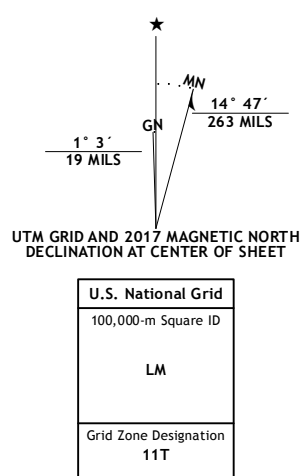 ★
MN
GN
14° 47´
263 MILS
1° 3´
19 MILS
UTM GRID AND 2017 MAGNETIC NORTH
DECLINATION AT CENTER OF SHEET
U.S. National Grid
100,000-m Square ID
LM
Grid Zone Designation
11T